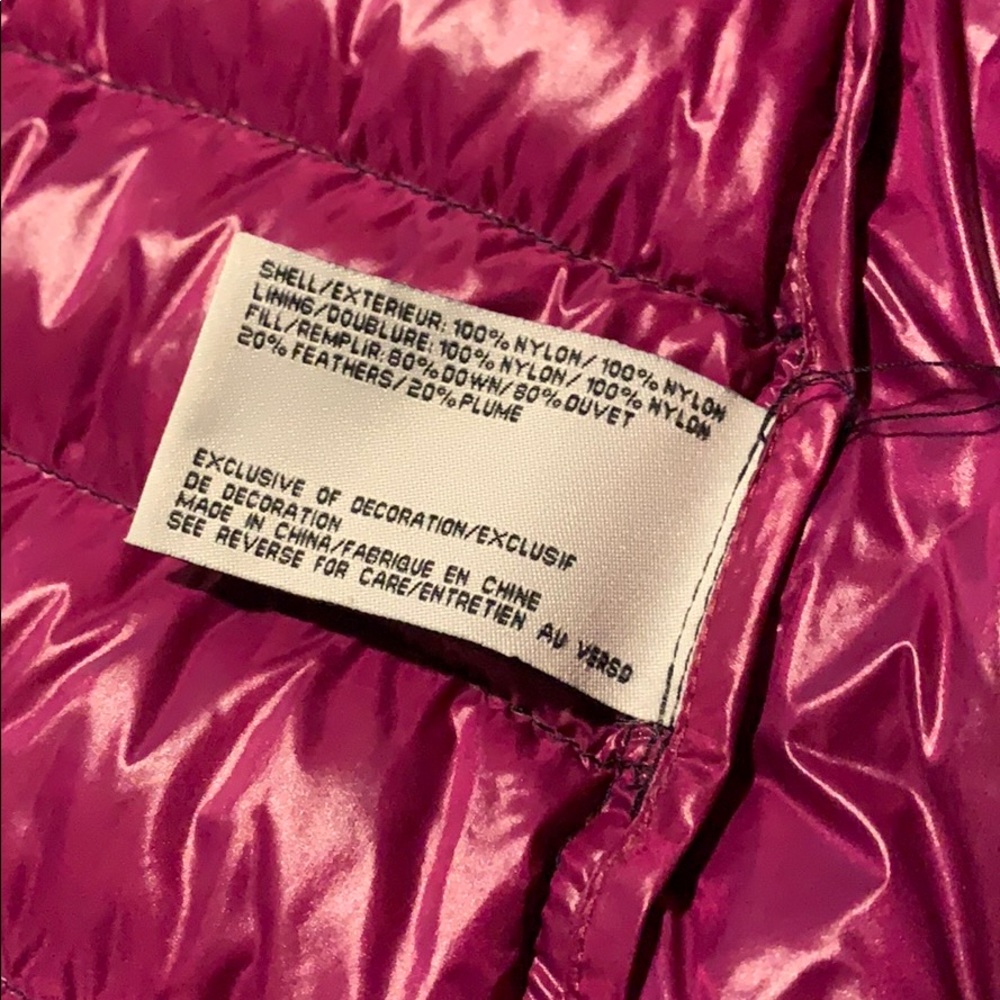 SHELL/EXTERIEUR: 100% NYLON/ 100% NYLON
LINING/DOUBLURE: 100% NYLON/ 100% NYLON
FILL/REMPLIR: 80% DOWN/80% DUVET
20% FEATHERS/20% PLUME
EXCLUSIVE OF DECORATION/EXCLUSIF
DE DECORATION
MADE IN CHINA/FABRIQUE EN CHINE
SEE REVERSE FOR CARE/ENTRETIEN AU VERSO